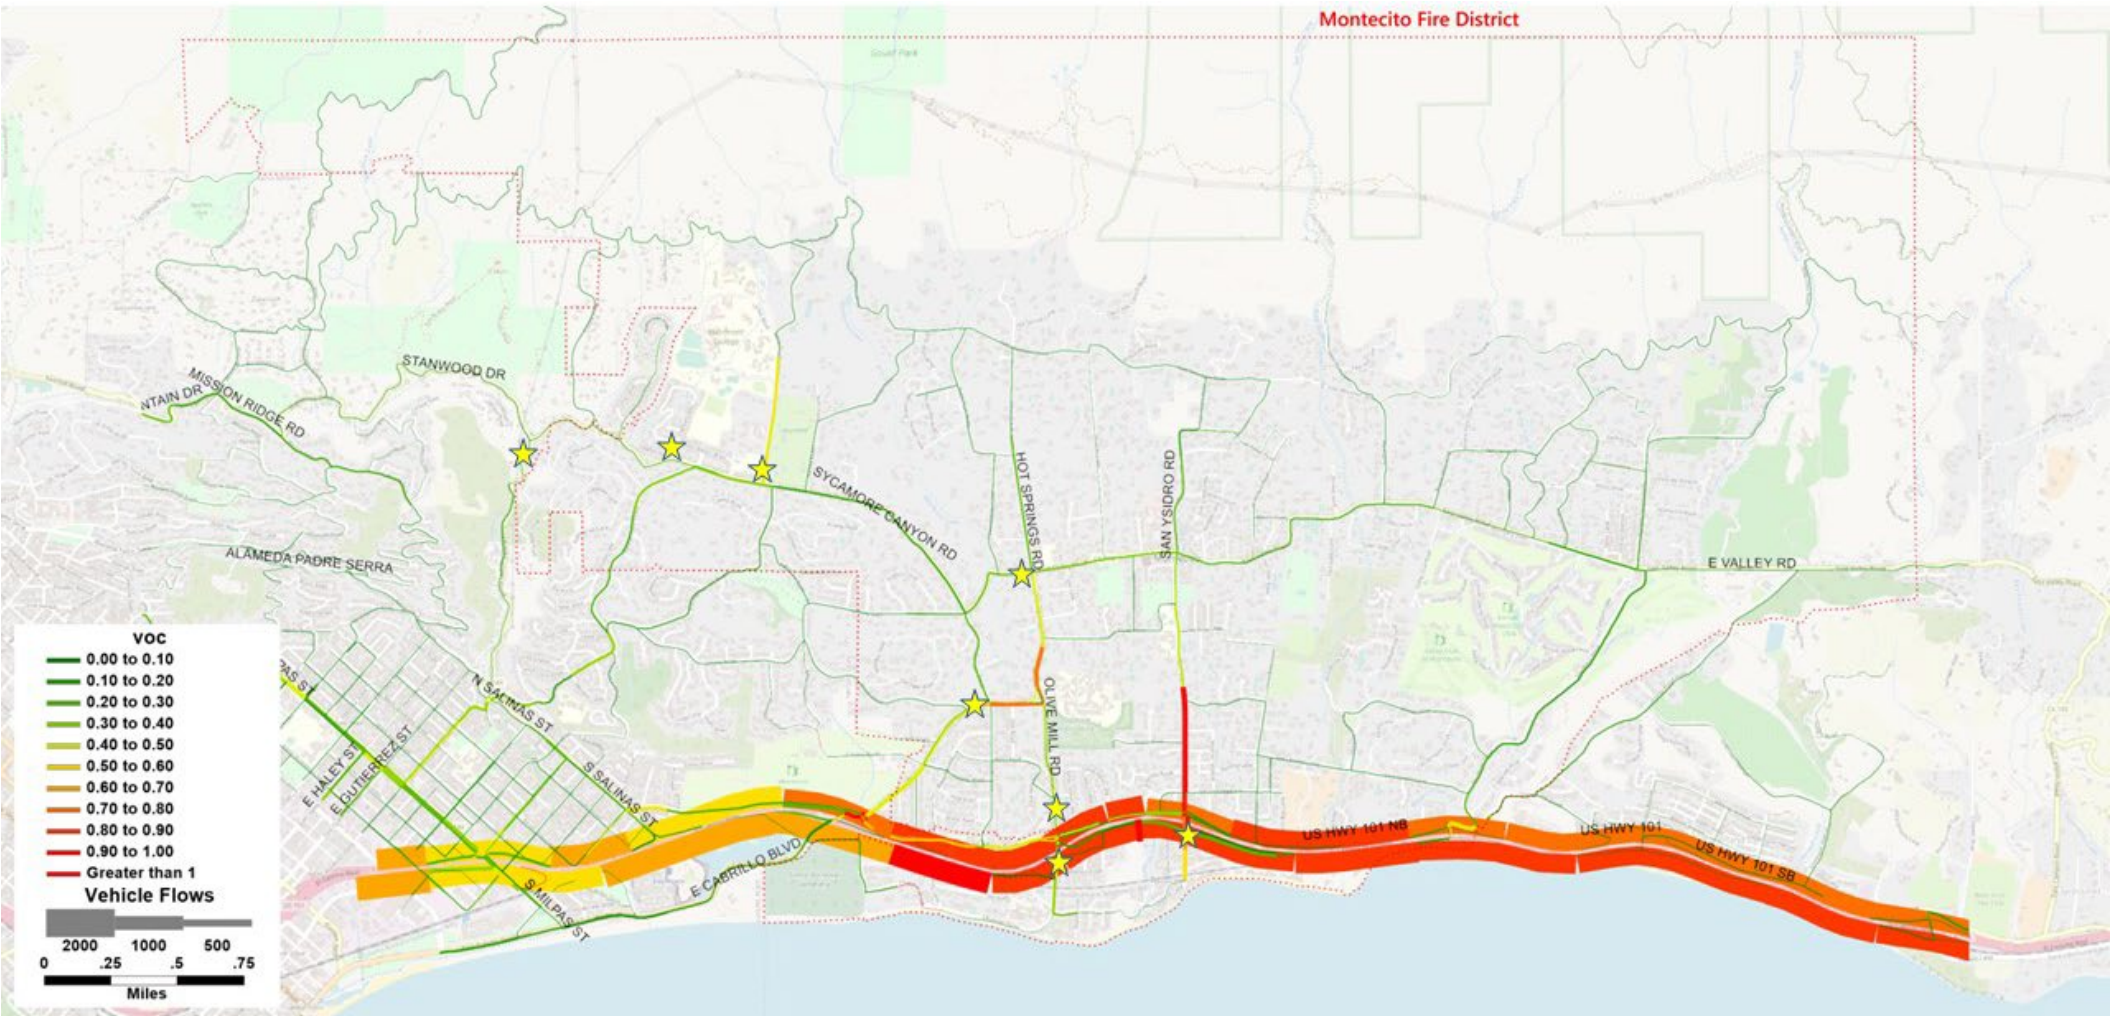 Montecito Fire District
STANWOOD DR
MISSION RIDGE RD
NTAIN DR
SYCAMORE CANYON RD
HOT SPRINGS RD
SAN YSIDRO RD
ALAMEDA PADRE SERRA
E VALLEY RD
OLIVE MILL RD
PAS ST
N SALINAS ST
E HALEY ST
E GUTIERREZ ST
S SALINAS ST
E CABRILLO BLVD
S MILPAS ST
US HWY 101 NB
US HWY 101
US HWY 101 SB
voc
0.00 to 0.10
0.10 to 0.20
0.20 to 0.30
0.30 to 0.40
0.40 to 0.50
0.50 to 0.60
0.60 to 0.70
0.70 to 0.80
0.80 to 0.90
0.90 to 1.00
Greater than 1
Vehicle Flows
2000 1000 500
0 .25 .5 .75
Miles